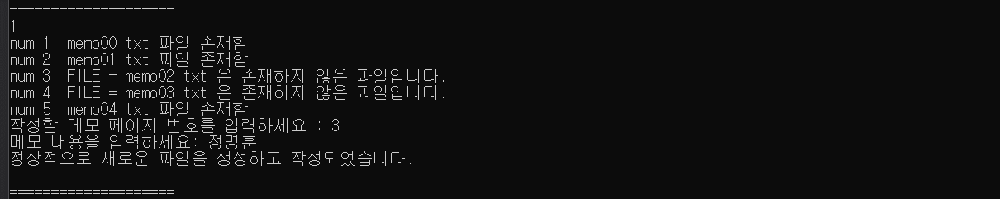 ====================
1
num 1. memo00.txt 파일 존재함
num 2. memo01.txt 파일 존재함
num 3. FILE = memo02.txt 은 존재하지 않은 파일입니다.
num 4. FILE = memo03.txt 은 존재하지 않은 파일입니다.
num 5. memo04.txt 파일 존재함
작성할 메모 페이지 번호를 입력하세요 : 3
메모 내용을 입력하세요: 정명훈
정상적으로 새로운 파일을 생성하고 작성되었습니다.
====================